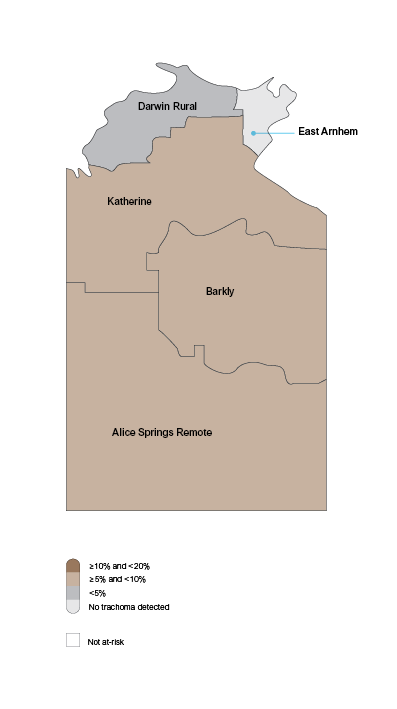 Darwin Rural
East Arnhem
Katherine
Barkly
Alice Springs Remote
≥10% and <20%
≥5% and <10%
<5%
No trachoma detected
Not at-risk